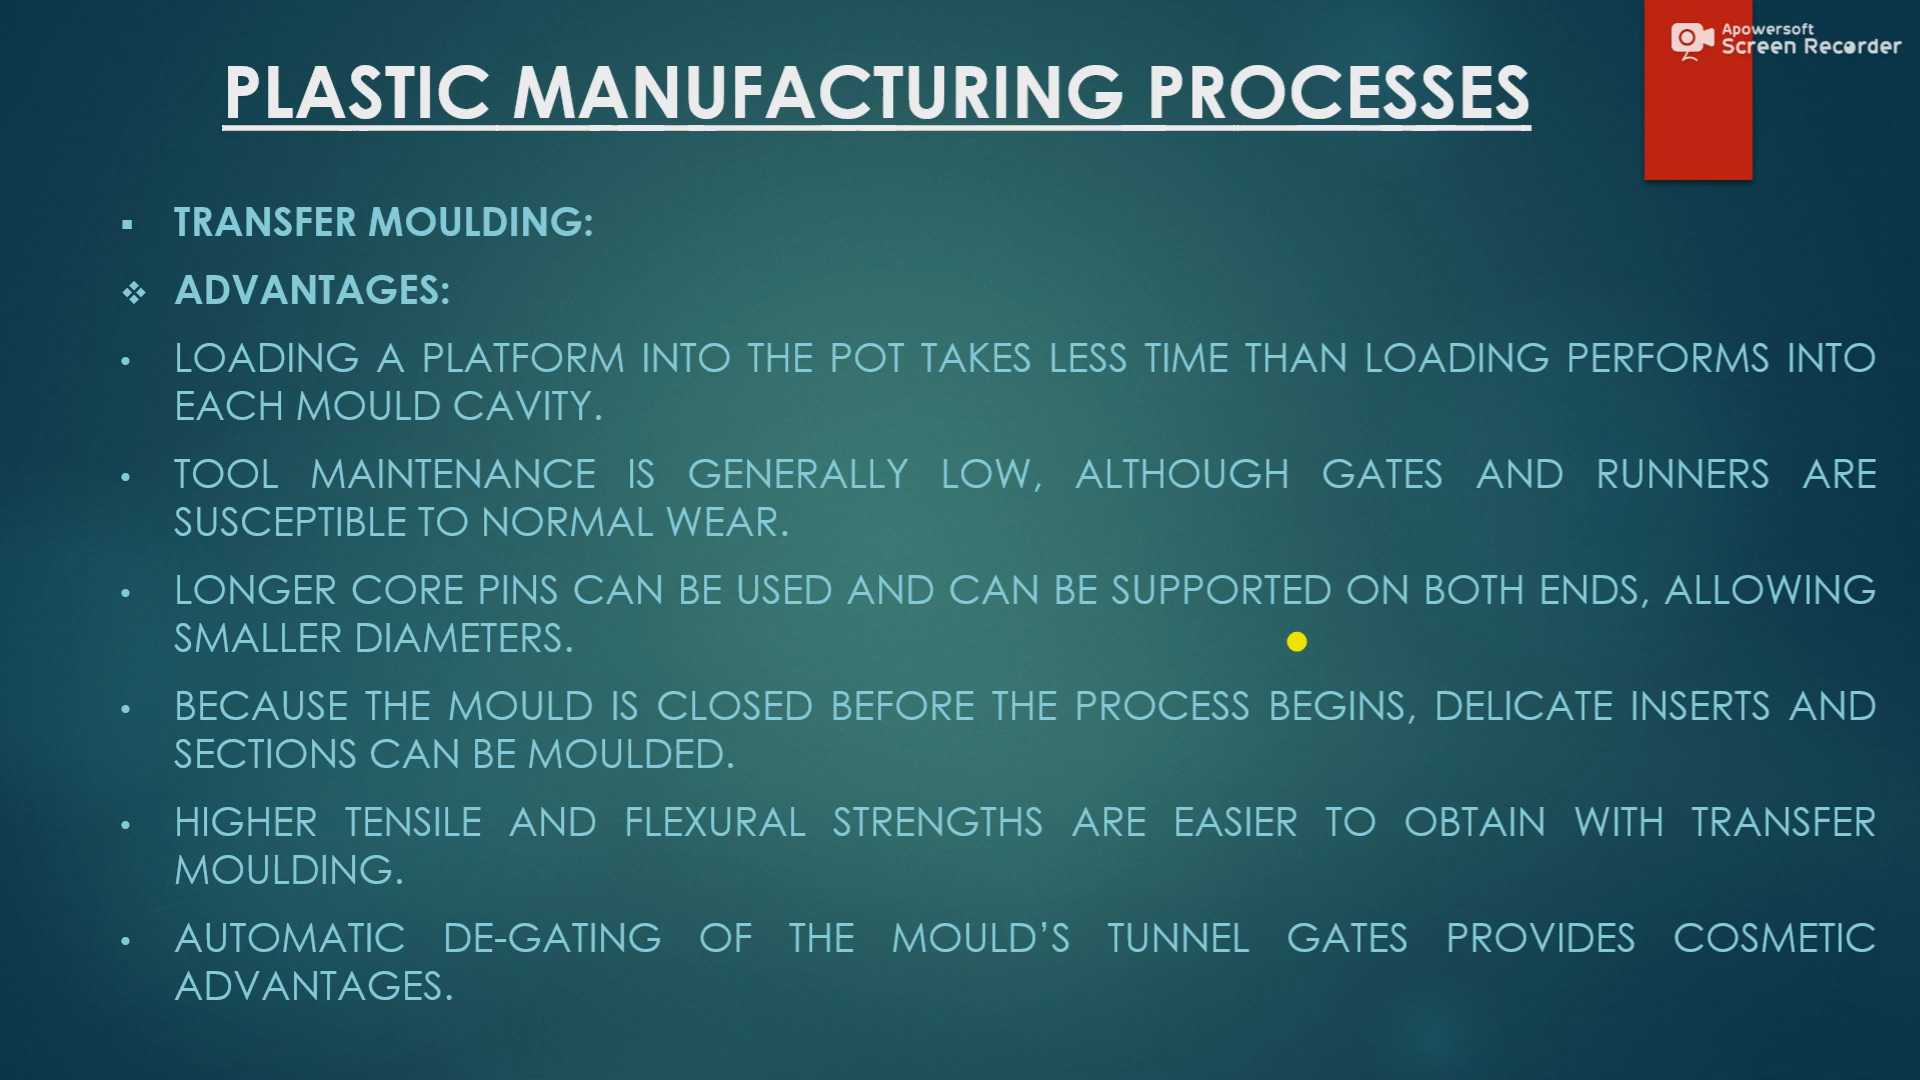 Apowersoft
Screen Recorder
PLASTIC MANUFACTURING PROCESSES
▪ TRANSFER MOULDING:
❖ ADVANTAGES:
• LOADING A PLATFORM INTO THE POT TAKES LESS TIME THAN LOADING PERFORMS INTO
EACH MOULD CAVITY.
• TOOL MAINTENANCE IS GENERALLY LOW, ALTHOUGH GATES AND RUNNERS ARE
SUSCEPTIBLE TO NORMAL WEAR.
• LONGER CORE PINS CAN BE USED AND CAN BE SUPPORTED ON BOTH ENDS, ALLOWING
SMALLER DIAMETERS.
• BECAUSE THE MOULD IS CLOSED BEFORE THE PROCESS BEGINS, DELICATE INSERTS AND
SECTIONS CAN BE MOULDED.
• HIGHER TENSILE AND FLEXURAL STRENGTHS ARE EASIER TO OBTAIN WITH TRANSFER
MOULDING.
• AUTOMATIC DE-GATING OF THE MOULD’S TUNNEL GATES PROVIDES COSMETIC
ADVANTAGES.